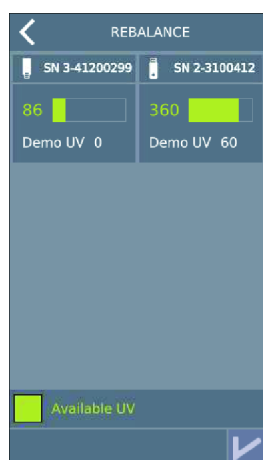 REBALANCE
SN 3-41200299
SN 2-3100412
86
360
Demo UV 0
Demo UV 60
Available UV